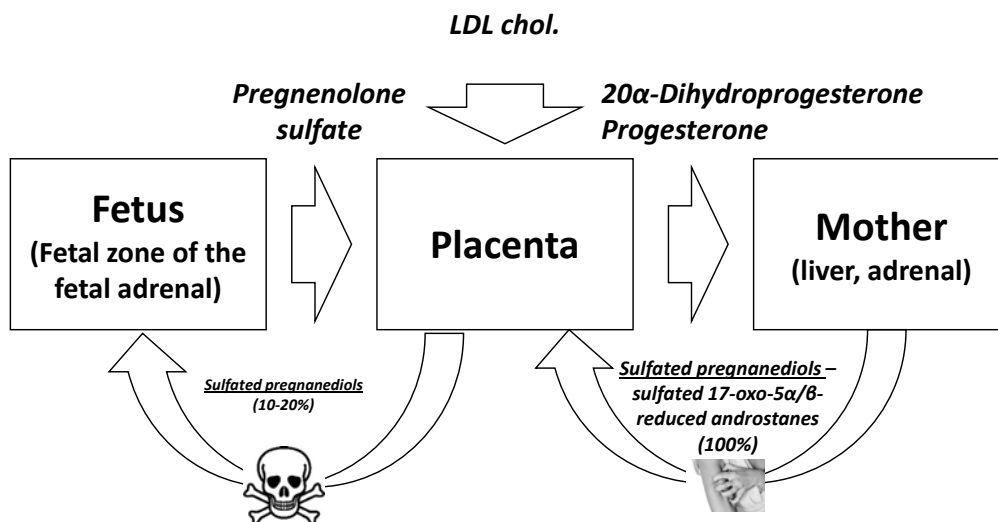 LDL chol.
Pregnenolone
sulfate
20α-Dihydroprogesterone
Progesterone
Fetus
(Fetal zone of the
fetal adrenal)
Placenta
Mother
(liver, adrenal)
Sulfated pregnanediols
(10-20%)
Sulfated pregnanediols –
sulfated 17-oxo-5α/β-
reduced androstanes
(100%)